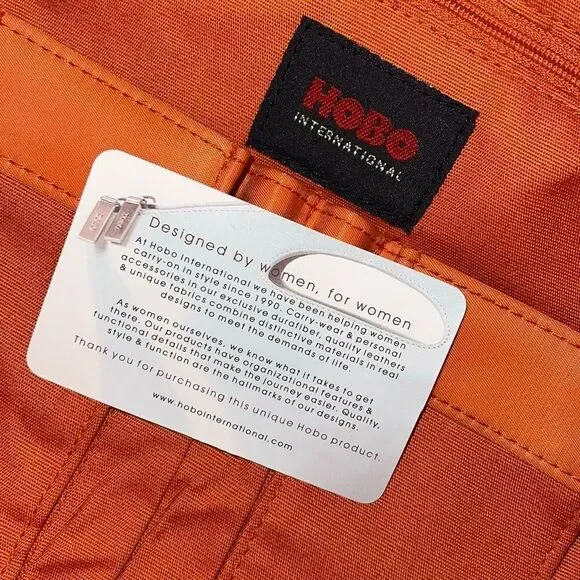 HOBO
INTERNATIONAL
Designed by women, for women
At Hobo International we have been helping women
carry-on in style since 1990. Carry-wear & personal
accessories in our exclusive durafiber, quality leathers
& unique fabrics combine distinctive materials in real
designs to meet the demands of life.
As women ourselves, we know what it takes to get
there. Our products have organizational features &
functional details that make the journey easier. Quality,
style & function are the hallmarks of our designs.
Thank you for purchasing this unique Hobo product.
www.hobointernational.com